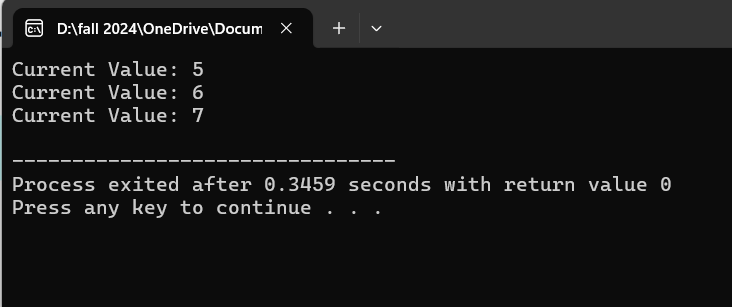 D:\fall 2024\OneDrive\Docum
Current Value: 5
Current Value: 6
Current Value: 7
--------------------------------
Process exited after 0.3459 seconds with return value 0
Press any key to continue . . .